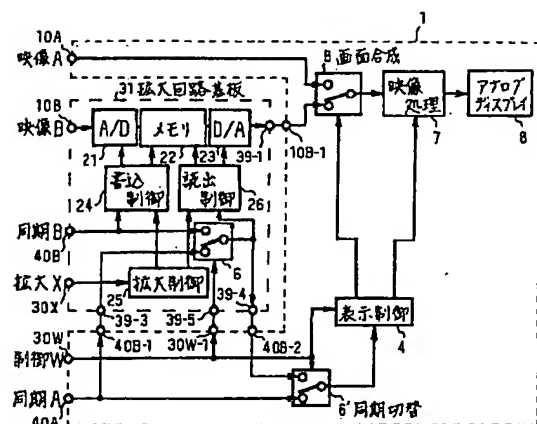 1
10A
映像A
5 画面合成
映像
処理
7
アナログ
ディスプレイ
8
31 拡大回路基板
10B
映像B
A/D
メモリ
D/A
39-1
10B-1
21
22
23
書込
制御
24
読出
制御
26
同期B
40B
6
拡大X
30X
25
拡大制御
39-3
39-5
39-4
表示制御
4
30W
制御W
40B-1
30W-1
40B-2
同期A
40A
6' 同期切替